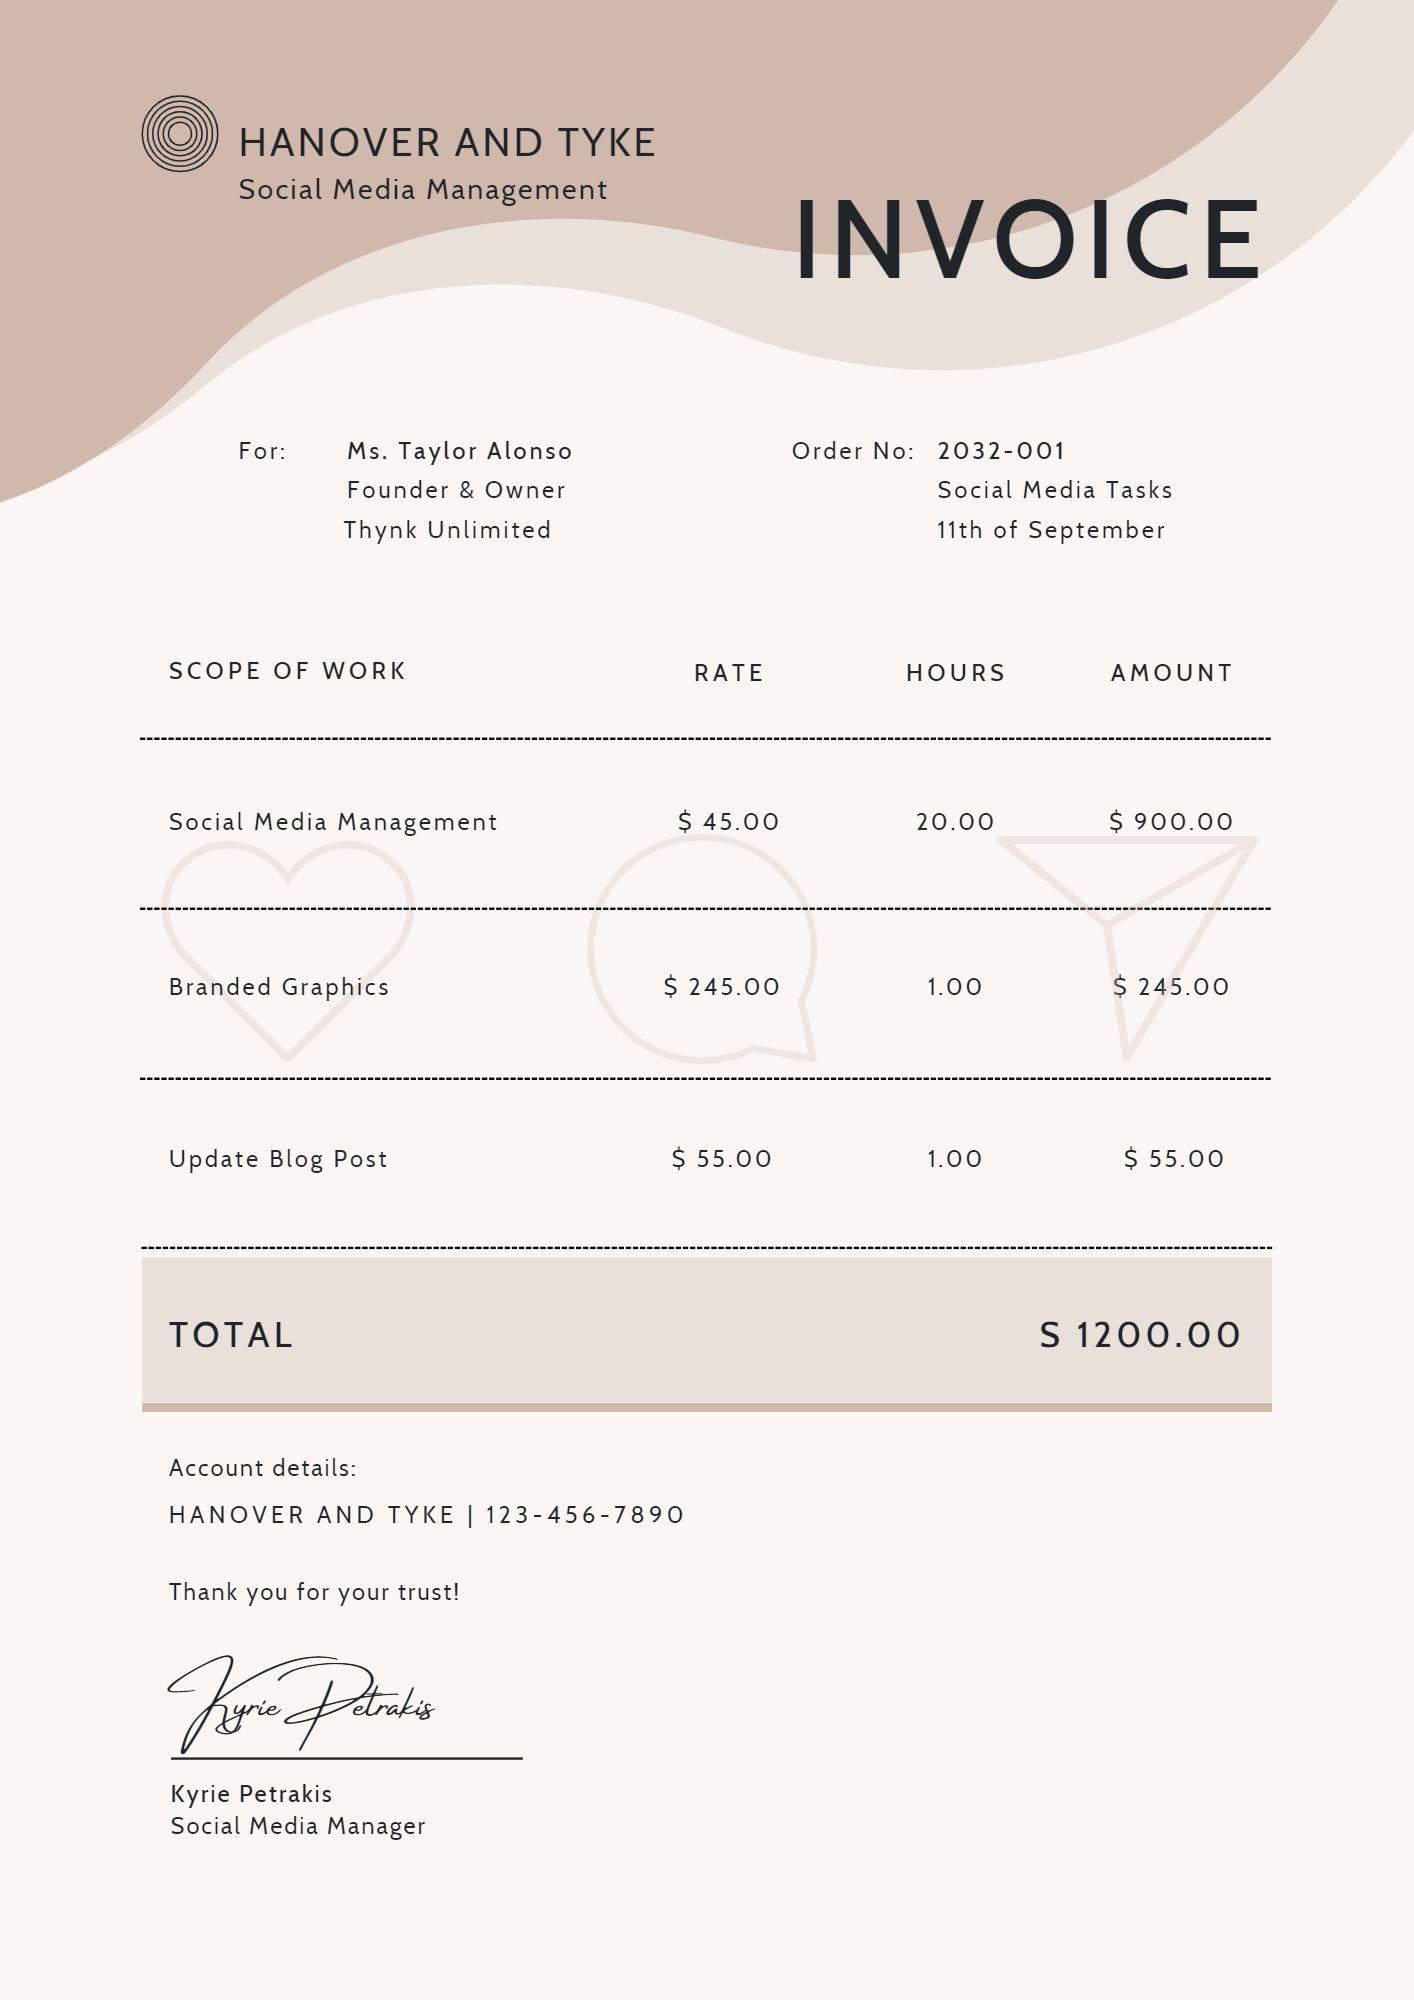 HANOVER AND TYKE
Social Media Management
INVOICE
For: Ms. Taylor Alonso
Founder & Owner
Thynk Unlimited
Order No: 2032-001
Social Media Tasks
11th of September
SCOPE OF WORK RATE HOURS AMOUNT
Social Media Management $ 45.00 20.00 $ 900.00
Branded Graphics $ 245.00 1.00 $ 245.00
Update Blog Post $ 55.00 1.00 $ 55.00
TOTAL S 1200.00
Account details:
HANOVER AND TYKE | 123-456-7890
Thank you for your trust!
Kyrie Petrakis
Kyrie Petrakis
Social Media Manager